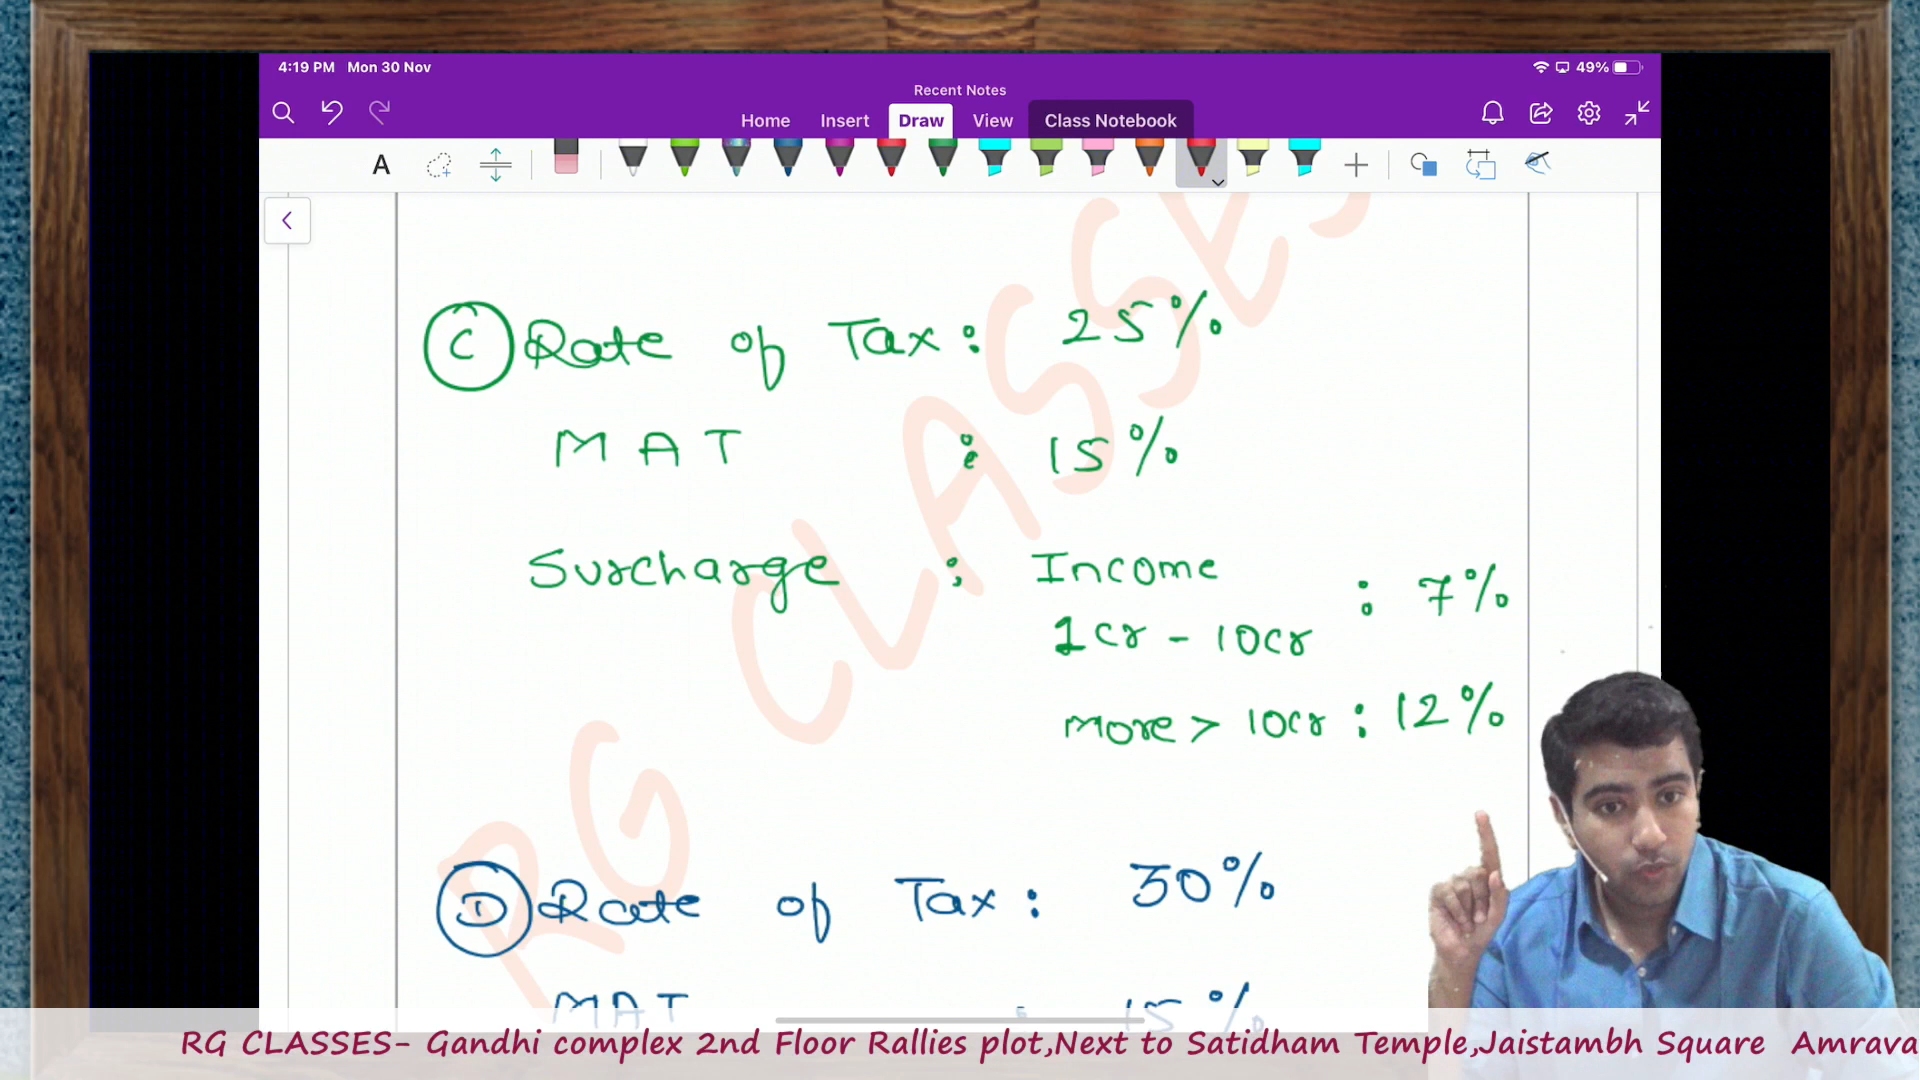 4:19 PM Mon 30 Nov
49%
Recent Notes
Home Insert Draw View Class Notebook
A
RG CLASSES
C Rate of Tax : 25%
MAT : 15%
Surcharge : Income
1cr - 10cr : 7%
more > 10cr : 12%
D Rate of Tax : 30%
MAT : 15%
RG CLASSES- Gandhi complex 2nd Floor Rallies plot,Next to Satidham Temple,Jaistambh Square Amrava